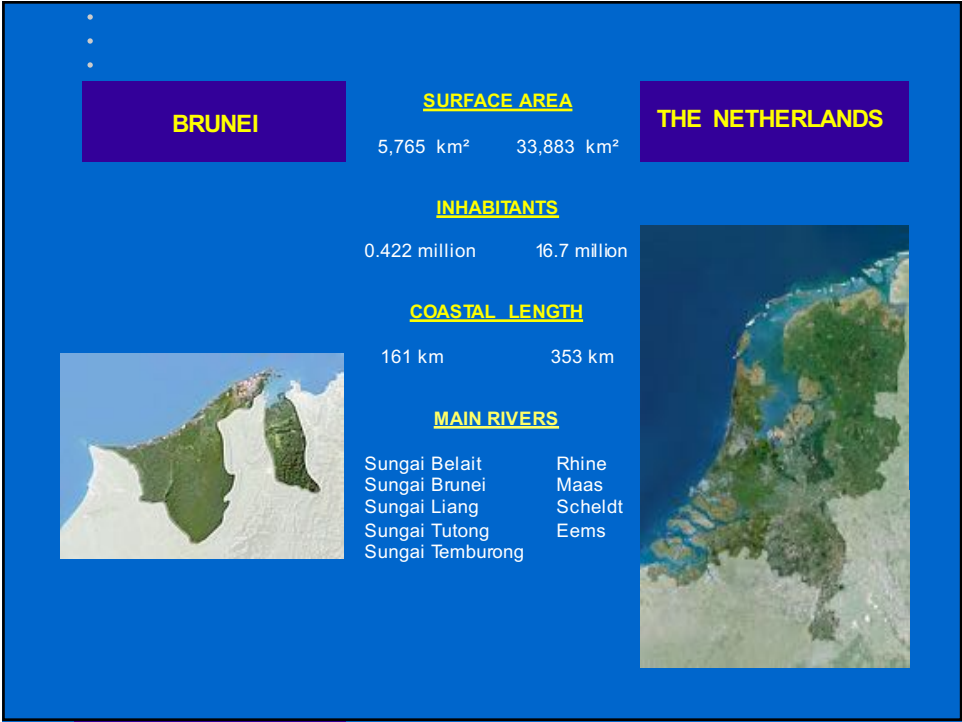 BRUNEI
SURFACE AREA
THE NETHERLANDS
5,765 km² 33,883 km²
INHABITANTS
0.422 million 16.7 million
COASTAL LENGTH
161 km 353 km
MAIN RIVERS
Sungai Belait Rhine
Sungai Brunei Maas
Sungai Liang Scheldt
Sungai Tutong Eems
Sungai Temburong